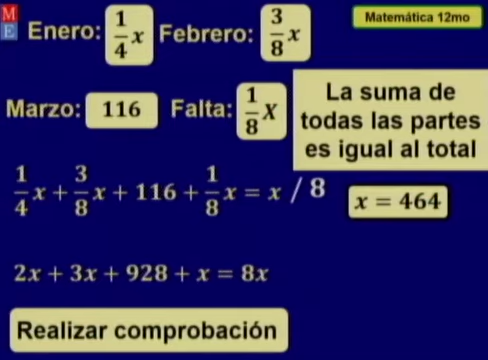 M
E
Matemática 12mo
Enero: 1/4 x Febrero: 3/8 x
Marzo: 116 Falta: 1/8 X
La suma de
todas las partes
es igual al total
1/4 x + 3/8 x + 116 + 1/8 x = x / 8
x = 464
2x + 3x + 928 + x = 8x
Realizar comprobación